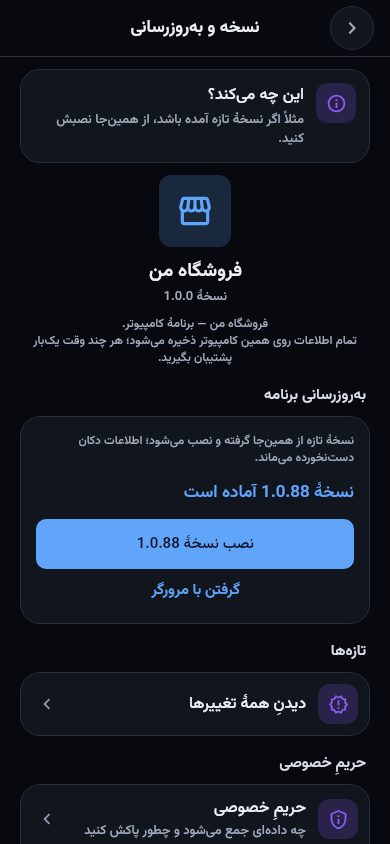 نسخه و به‌روزرسانی
این چه می‌کند؟
مثلاً اگر نسخهٔ تازه آمده باشد، از همین‌جا نصبش
کنید.
فروشگاه من
نسخهٔ 1.0.0
فروشگاه من — برنامهٔ کامپیوتر.
تمام اطلاعات روی همین کامپیوتر ذخیره می‌شود؛ هر چند وقت یک‌بار
پشتیبان بگیرید.
به‌روزرسانی برنامه
نسخهٔ تازه از همین‌جا گرفته و نصب می‌شود؛ اطلاعات دکان
دست‌نخورده می‌ماند.
نسخهٔ 1.0.88 آماده است
نصب نسخهٔ 1.0.88
گرفتن با مرورگر
تازه‌ها
دیدنِ همهٔ تغییرها
حریمِ خصوصی
حریمِ خصوصی
چه داده‌ای جمع می‌شود و چطور پاکش کنید